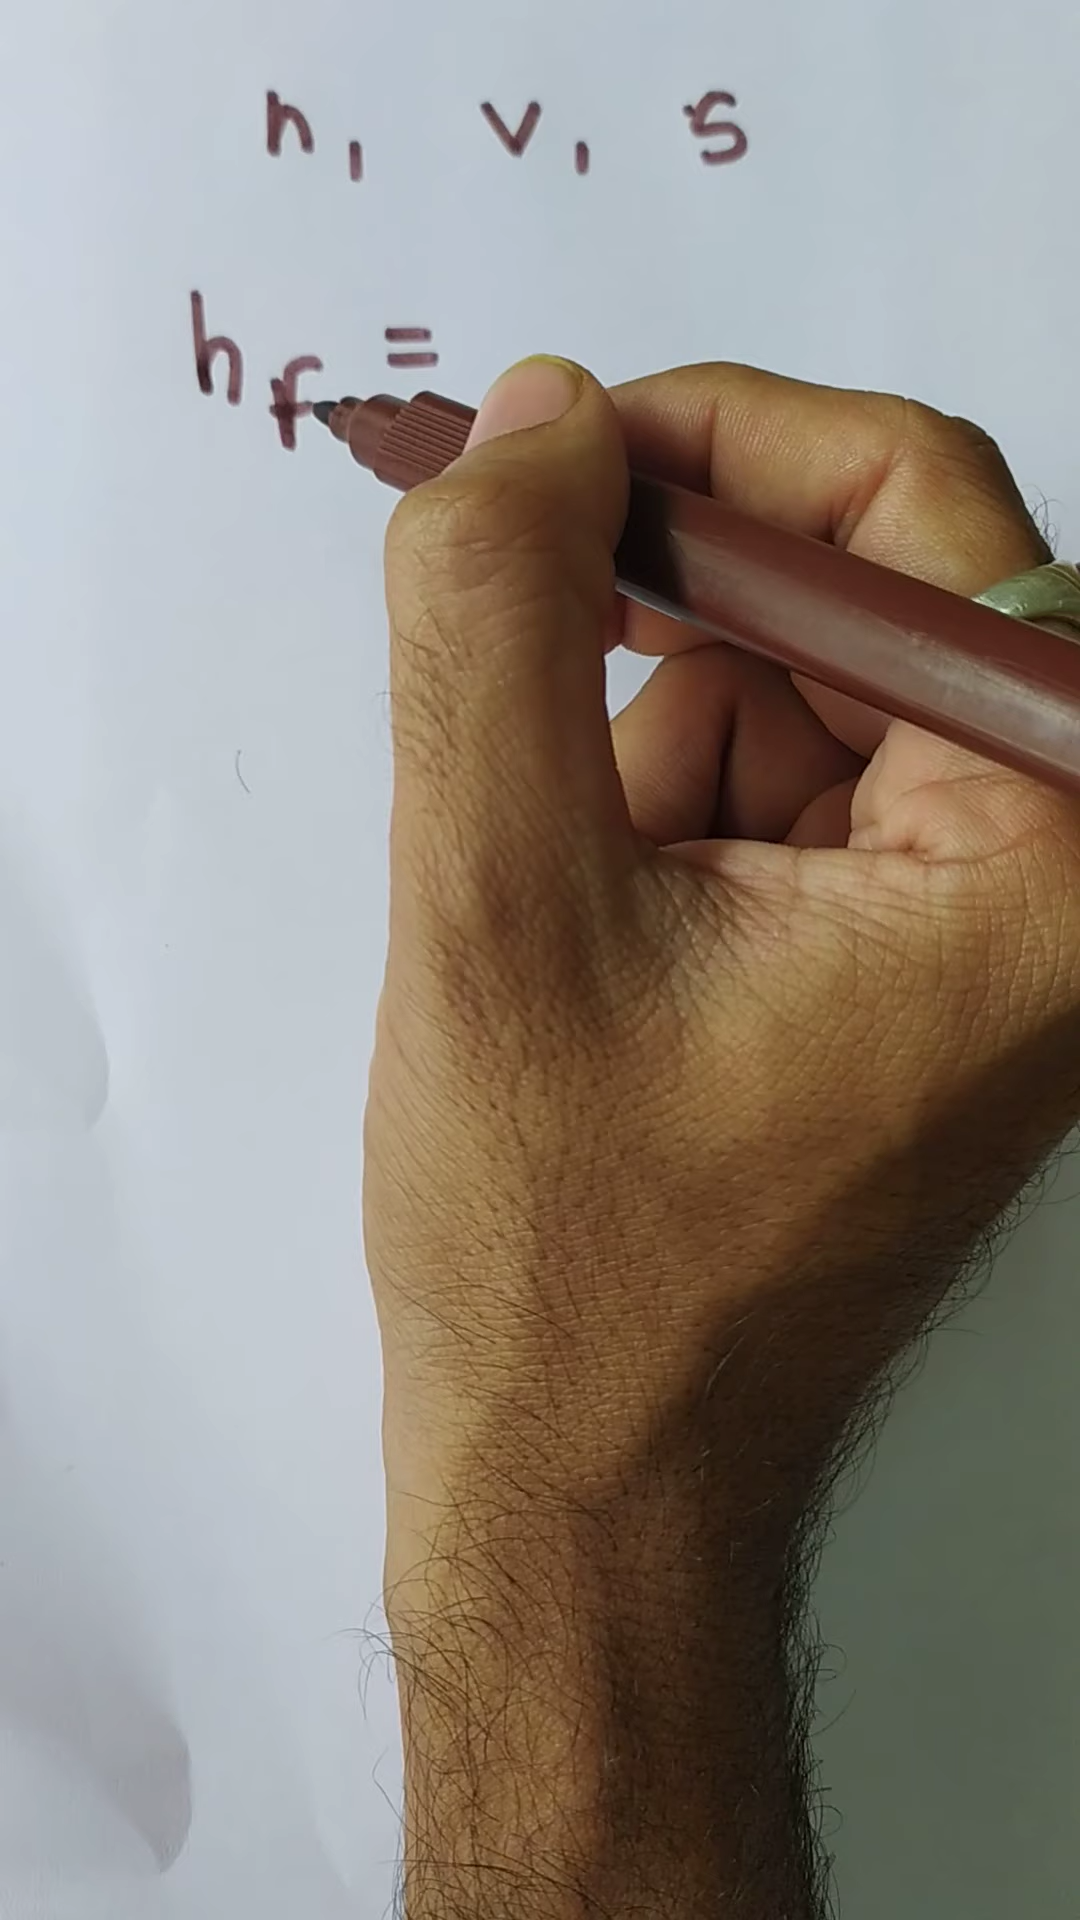 n, v, s
hf =